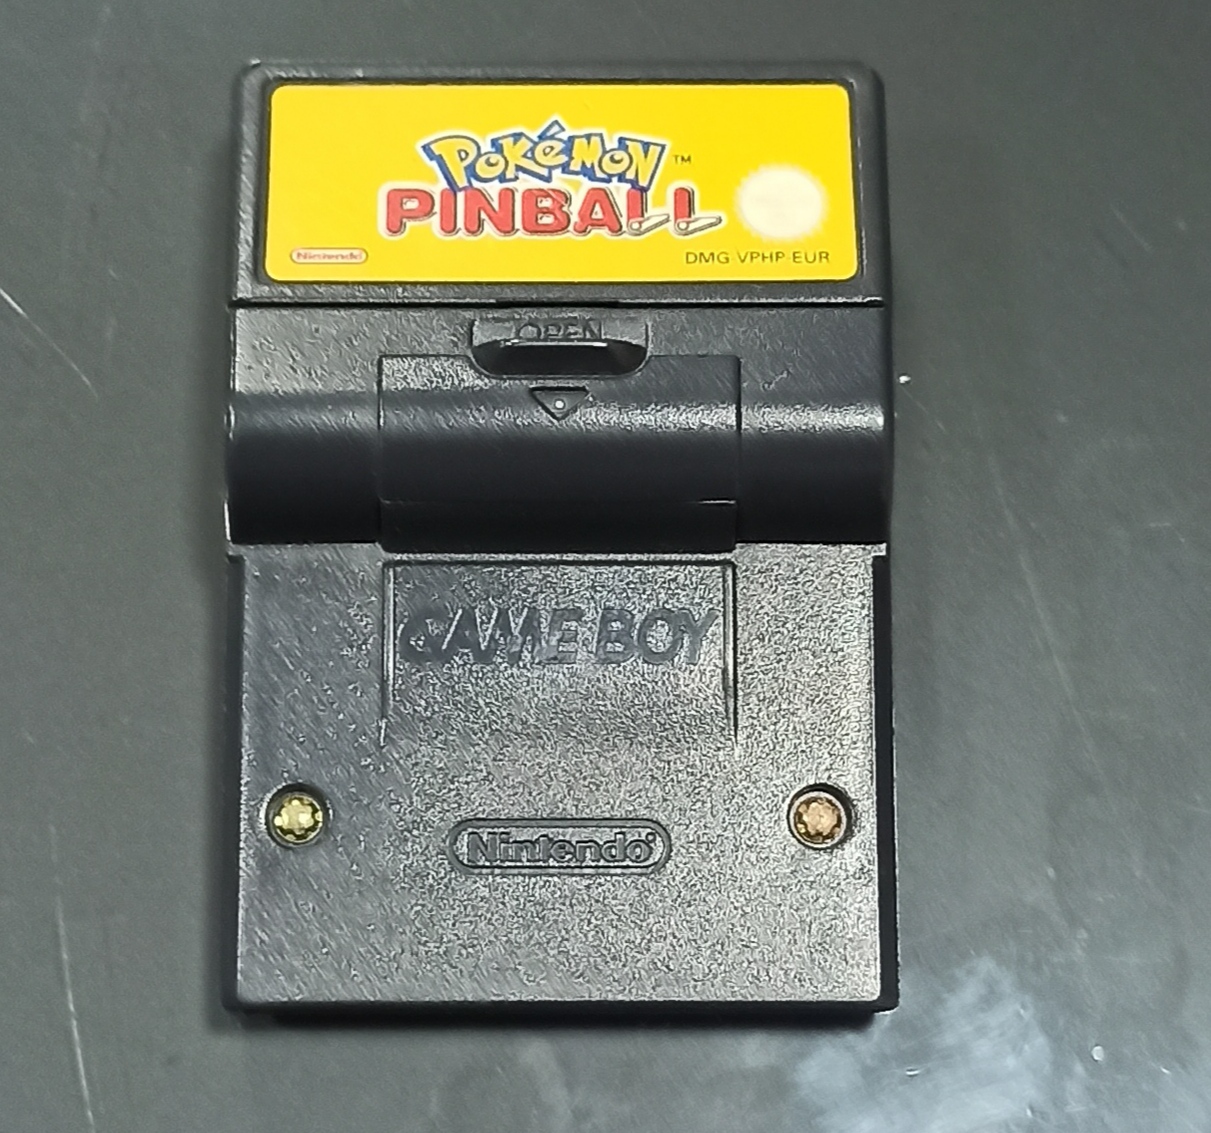 POKéMON™
PINBALL
Nintendo
DMG-VPHP-EUR
OPEN
GAME BOY
Nintendo®